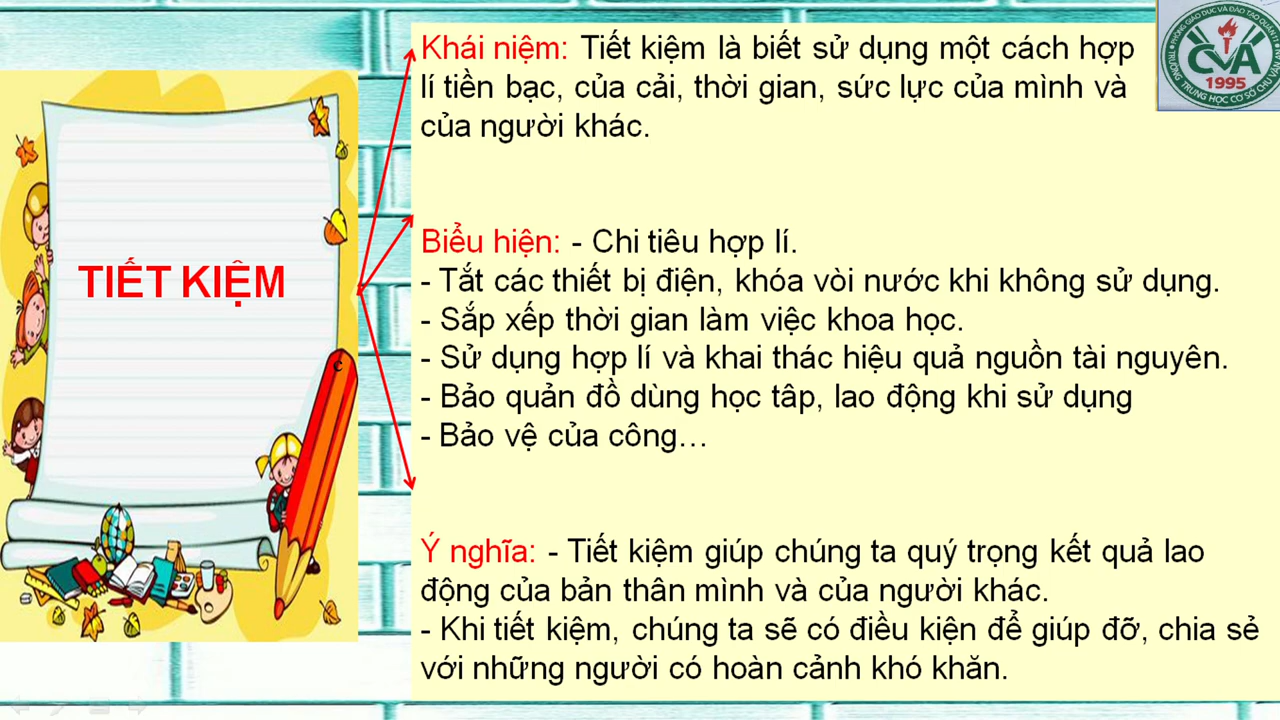 Khái niệm: Tiết kiệm là biết sử dụng một cách hợp
lí tiền bạc, của cải, thời gian, sức lực của mình và
của người khác.
TIẾT KIỆM
Biểu hiện: - Chi tiêu hợp lí.
- Tắt các thiết bị điện, khóa vòi nước khi không sử dụng.
- Sắp xếp thời gian làm việc khoa học.
- Sử dụng hợp lí và khai thác hiệu quả nguồn tài nguyên.
- Bảo quản đồ dùng học tâp, lao động khi sử dụng
- Bảo vệ của công…
Ý nghĩa: - Tiết kiệm giúp chúng ta quý trọng kết quả lao
động của bản thân mình và của người khác.
- Khi tiết kiệm, chúng ta sẽ có điều kiện để giúp đỡ, chia sẻ
với những người có hoàn cảnh khó khăn.
CVA
1995